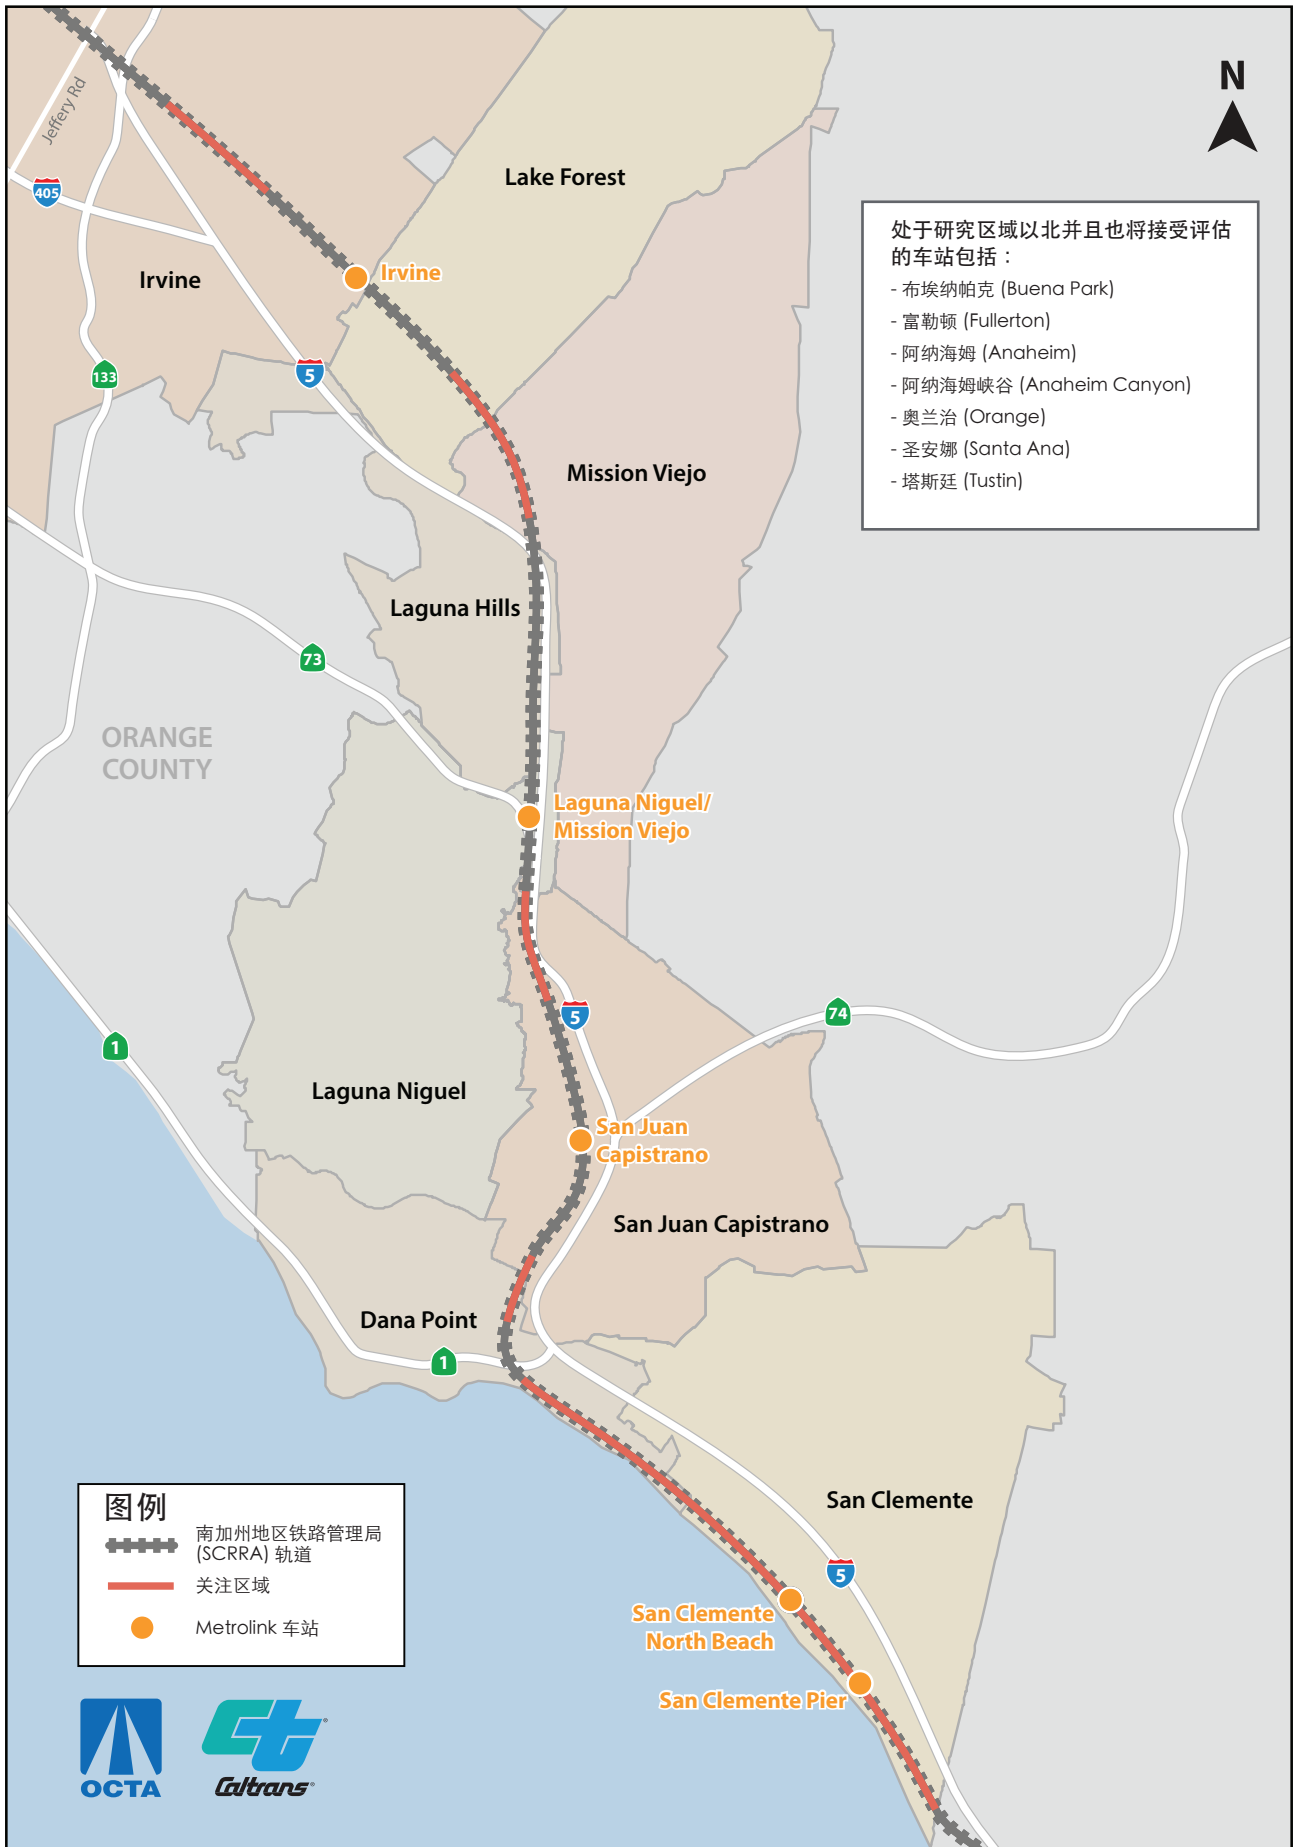 N
Jeffery Rd
405
Lake Forest
处于研究区域以北并且也将接受评估
的车站包括：
- 布埃纳帕克 (Buena Park)
- 富勒顿 (Fullerton)
- 阿纳海姆 (Anaheim)
- 阿纳海姆峡谷 (Anaheim Canyon)
- 奥兰治 (Orange)
- 圣安娜 (Santa Ana)
- 塔斯廷 (Tustin)
Irvine
Irvine
133
5
Mission Viejo
Laguna Hills
73
ORANGE
COUNTY
Laguna Niguel/
Mission Viejo
5
74
1
Laguna Niguel
San Juan
Capistrano
San Juan Capistrano
Dana Point
1
San Clemente
5
San Clemente
North Beach
San Clemente Pier
图例
南加州地区铁路管理局
(SCRRA) 轨道
关注区域
Metrolink 车站
OCTA
Caltrans®